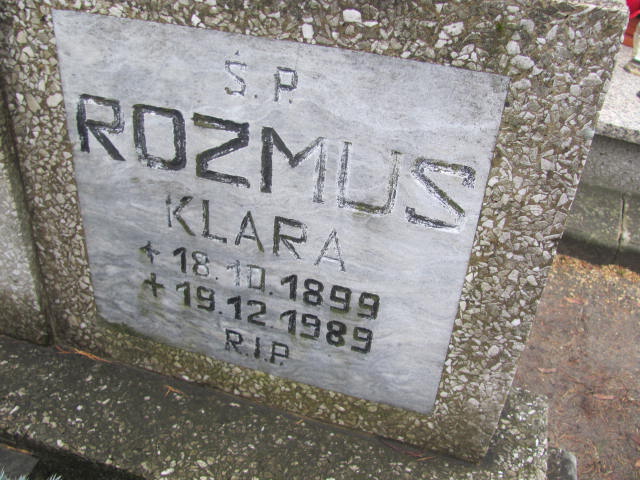 Ś.P.
ROZMUS
KLARA
+ 18.10.1899
+ 19.12.1989
R.I.P.